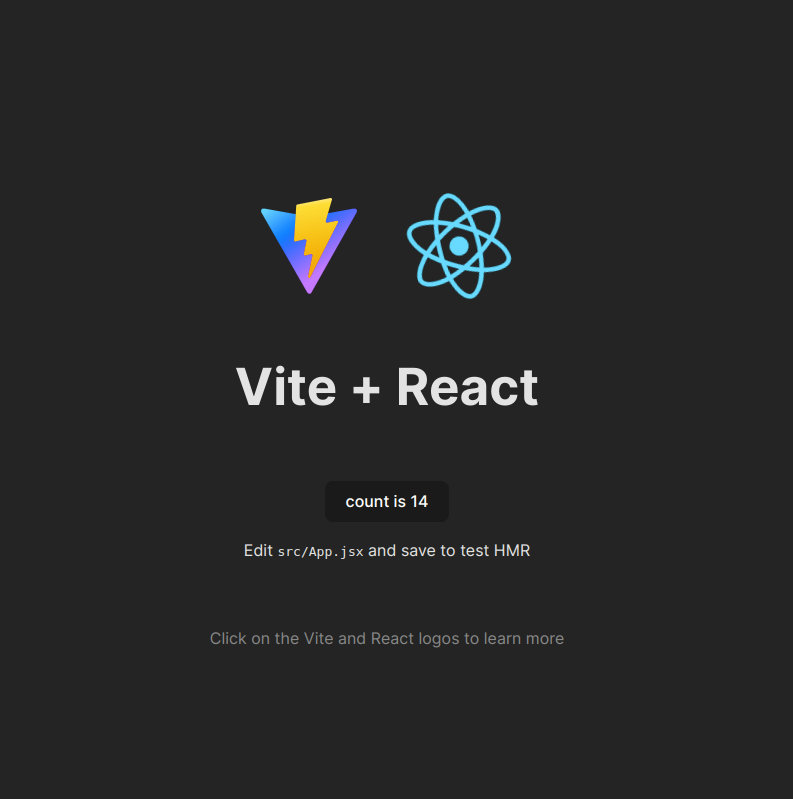 Vite + React
count is 14
Edit src/App.jsx and save to test HMR
Click on the Vite and React logos to learn more